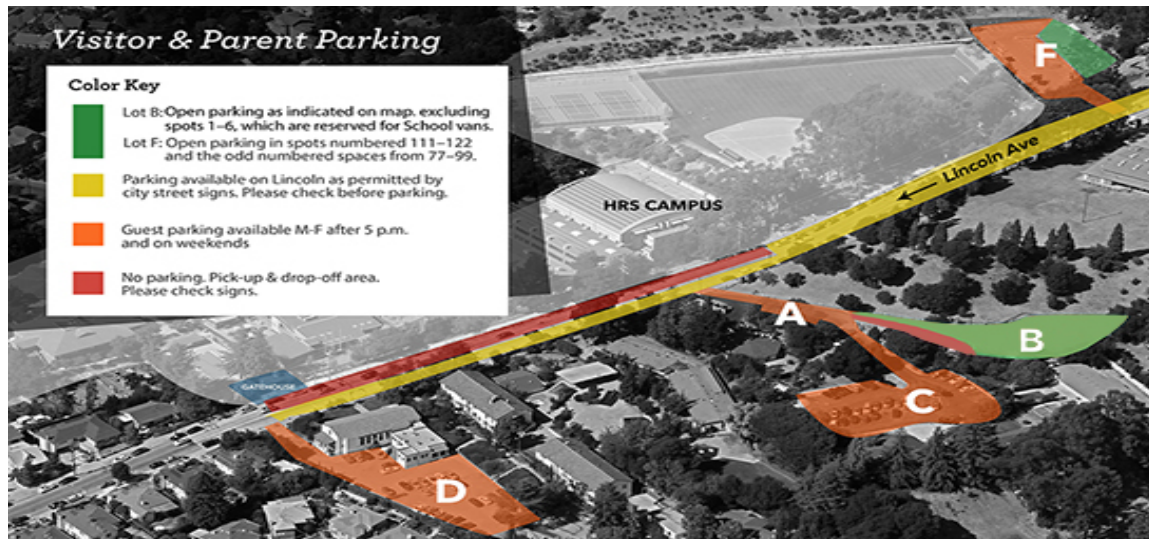 Visitor & Parent Parking
Color Key
Lot B: Open parking as indicated on map. excluding
spots 1–6, which are reserved for School vans.
Lot F: Open parking in spots numbered 111–122
and the odd numbered spaces from 77–99.
Parking available on Lincoln as permitted by
city street signs. Please check before parking.
Guest parking available M-F after 5 p.m.
and on weekends
No parking. Pick-up & drop-off area.
Please check signs.
F
Lincoln Ave
HRS CAMPUS
A
B
GATEHOUSE
C
D